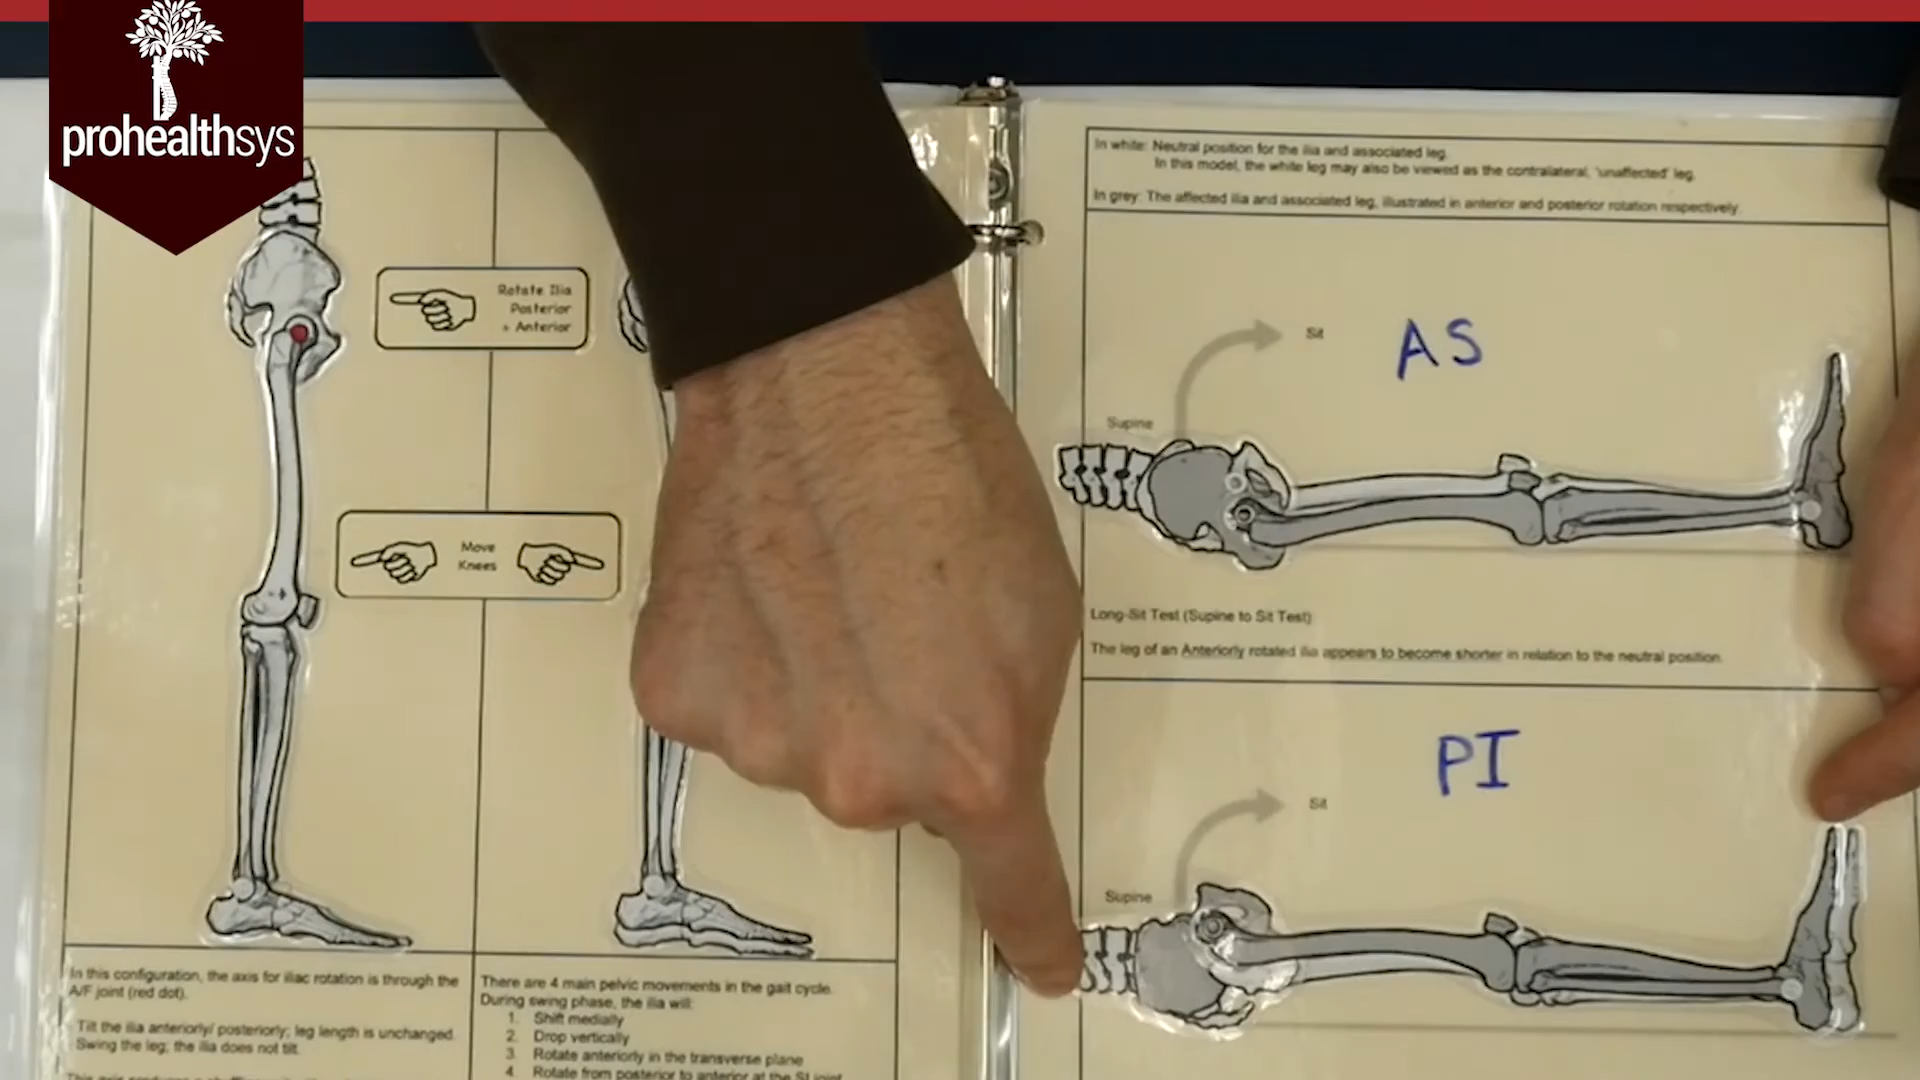 prohealthsys
Rotate Ilia
Posterior
+ Anterior
Move
Knees
In this configuration, the axis for iliac rotation is through the
A/F joint (red dot).
Tilt the ilia anteriorly/ posteriorly; leg length is unchanged.
Swing the leg; the ilia does not tilt.
There are 4 main pelvic movements in the gait cycle.
During swing phase, the ilia will:
1. Shift medially
2. Drop vertically
3. Rotate anteriorly in the transverse plane
4. Rotate from posterior to anterior at the SI joint
In white: Neutral position for the ilia and associated leg.
In this model, the white leg may also be viewed as the contralateral, 'unaffected' leg.
In grey: The affected ilia and associated leg, illustrated in anterior and posterior rotation respectively.
Sit
AS
Supine
Long-Sit Test (Supine to Sit Test)
The leg of an Anteriorly rotated ilia appears to become shorter in relation to the neutral position.
PI
Sit
Supine